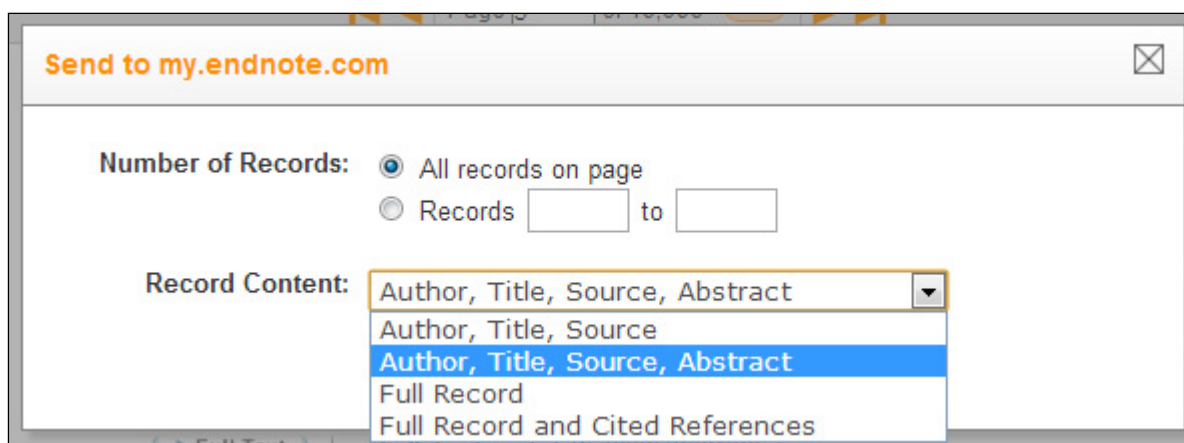 Send to my.endnote.com
Number of Records:
All records on page
Records to
Record Content:
Author, Title, Source, Abstract
Author, Title, Source
Author, Title, Source, Abstract
Full Record
Full Record and Cited References